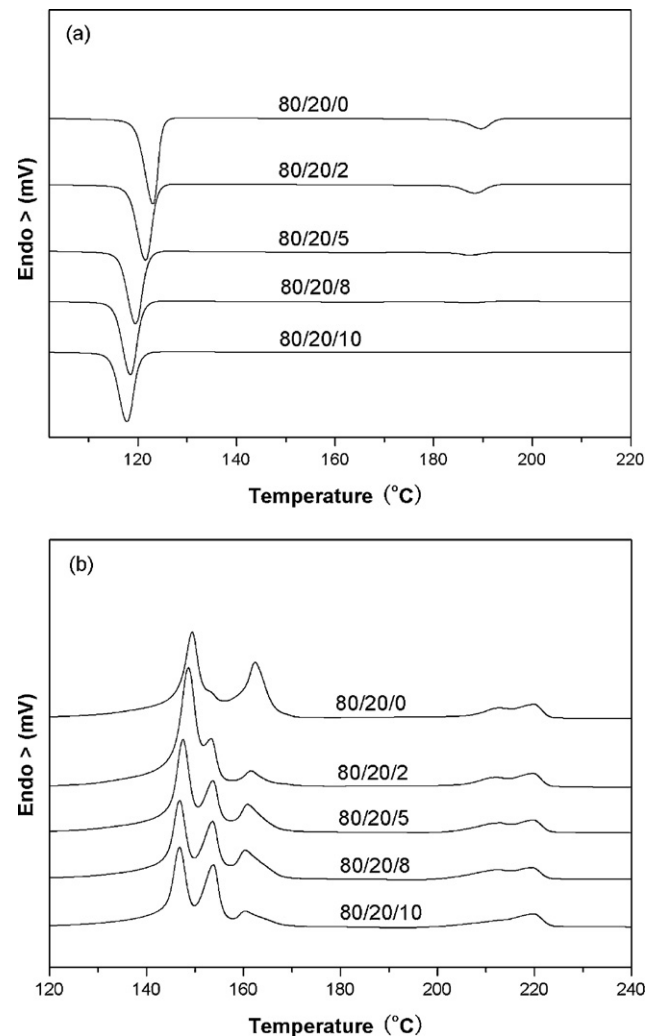 (a)
80/20/0
80/20/2
80/20/5
80/20/8
80/20/10
Endo > (mV)
120 140 160 180 200 220
Temperature (°C)
(b)
80/20/0
80/20/2
80/20/5
80/20/8
80/20/10
Endo > (mV)
120 140 160 180 200 220 240
Temperature (°C)